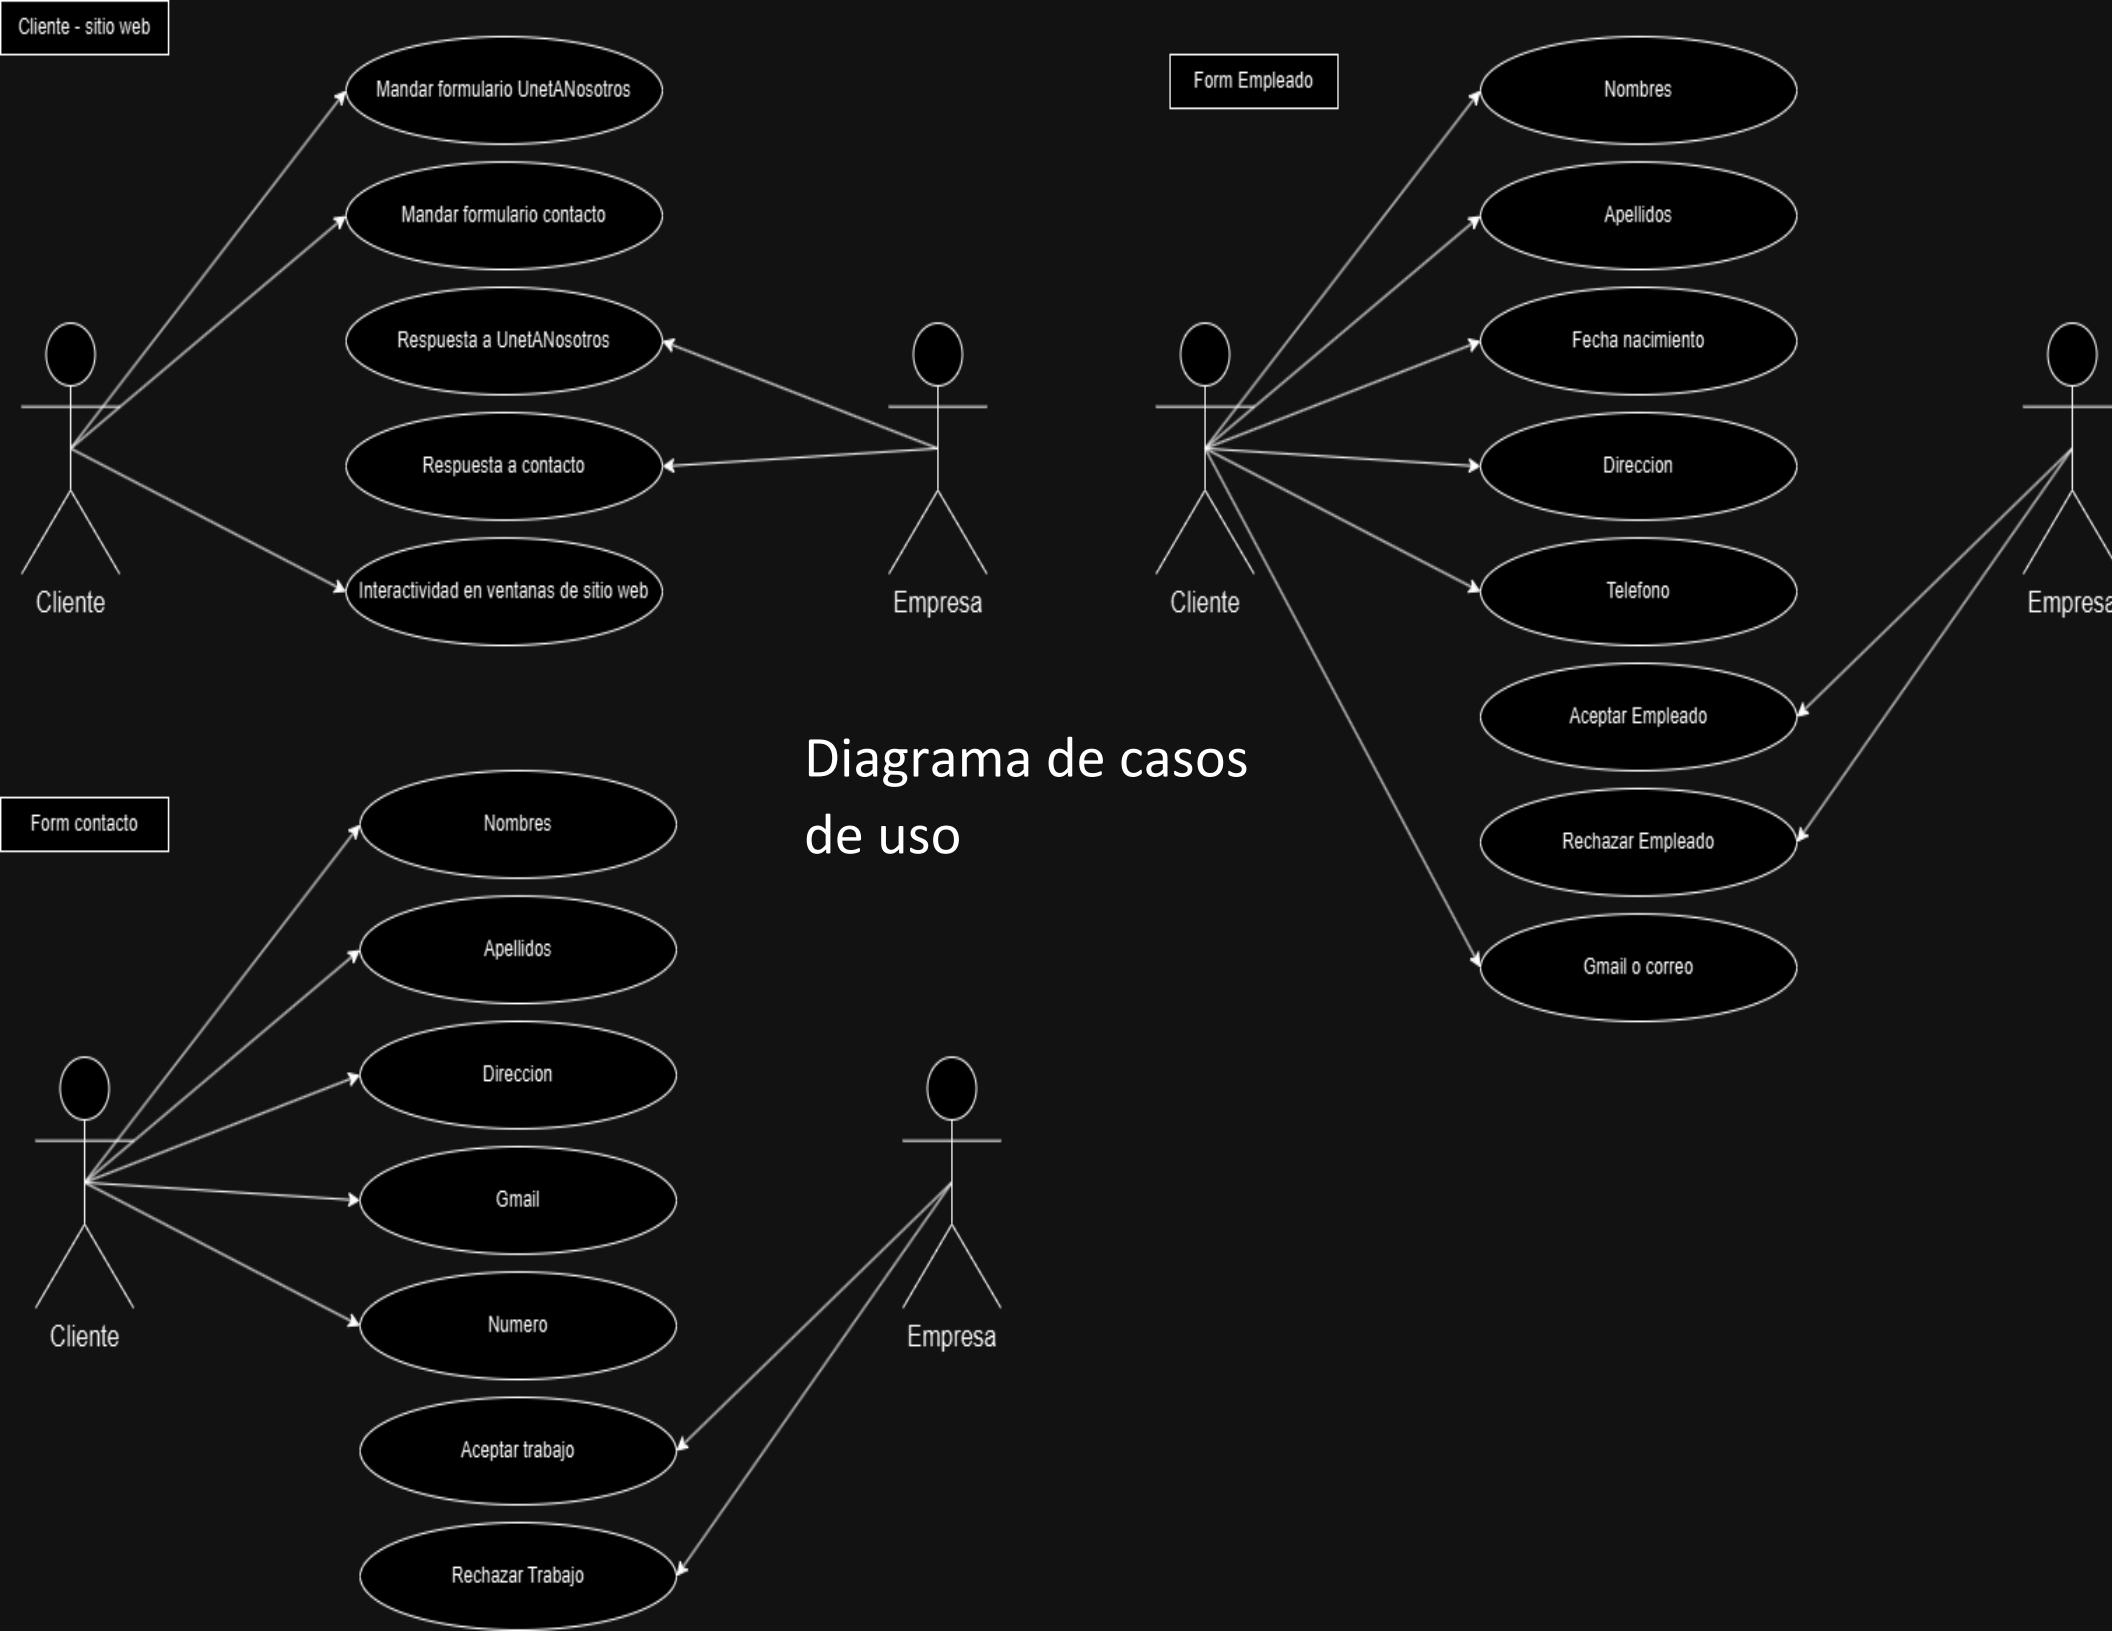 Cliente - sitio web
Mandar formulario UnetANosotros
Mandar formulario contacto
Respuesta a UnetANosotros
Respuesta a contacto
Interactividad en ventanas de sitio web
Cliente
Empresa
Form Empleado
Nombres
Apellidos
Fecha nacimiento
Direccion
Telefono
Aceptar Empleado
Rechazar Empleado
Gmail o correo
Cliente
Empresa
Diagrama de casos
de uso
Form contacto
Nombres
Apellidos
Direccion
Gmail
Numero
Aceptar trabajo
Rechazar Trabajo
Cliente
Empresa